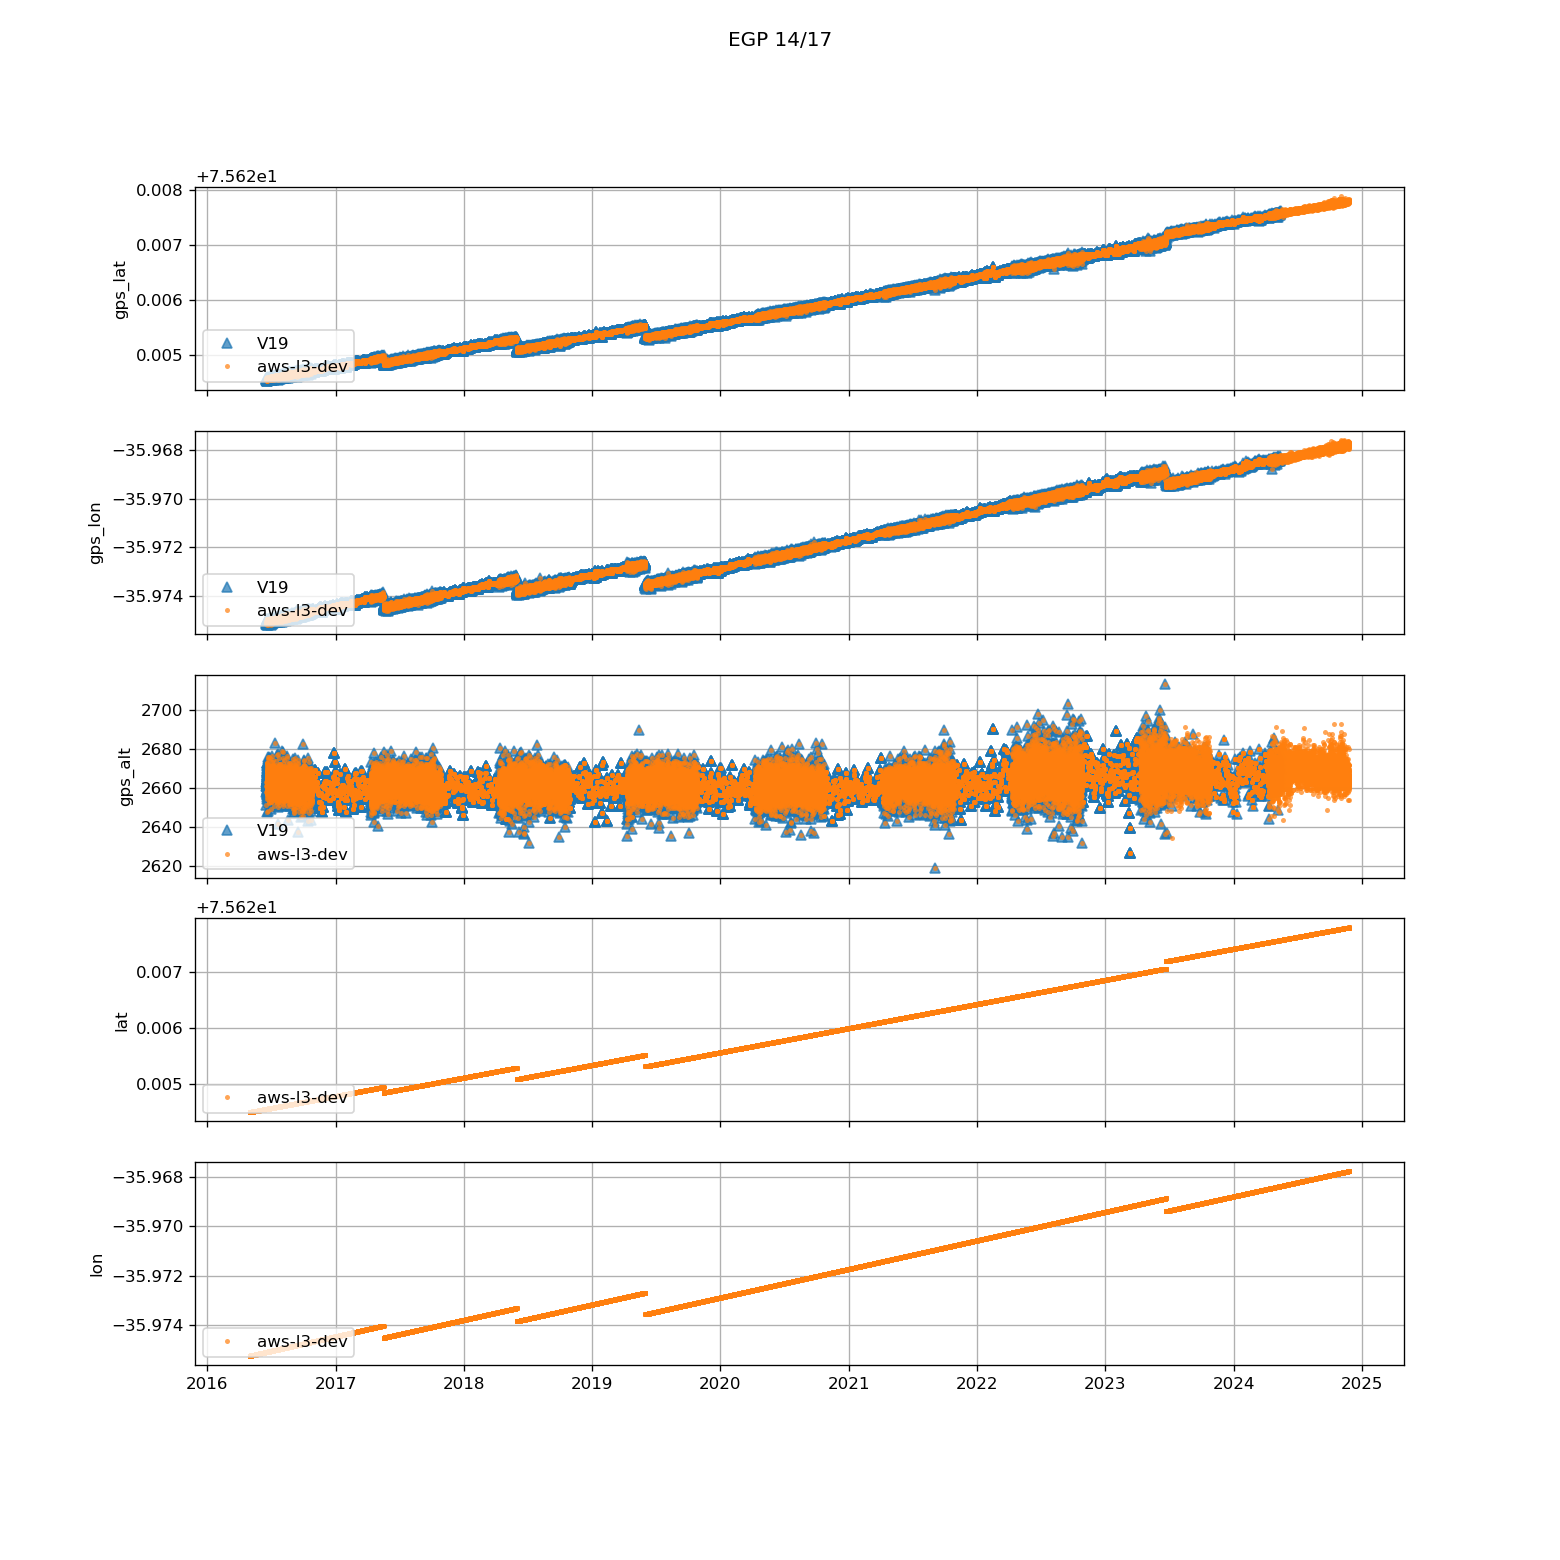 EGP 14/17
+7.562e1
0.008
0.007
0.006
0.005
gps_lat
V19
aws-l3-dev
−35.968
−35.970
−35.972
−35.974
gps_lon
V19
aws-l3-dev
2700
2680
2660
2640
2620
gps_alt
V19
aws-l3-dev
+7.562e1
0.007
0.006
0.005
lat
aws-l3-dev
−35.968
−35.970
−35.972
−35.974
lon
aws-l3-dev
2016 2017 2018 2019 2020 2021 2022 2023 2024 2025